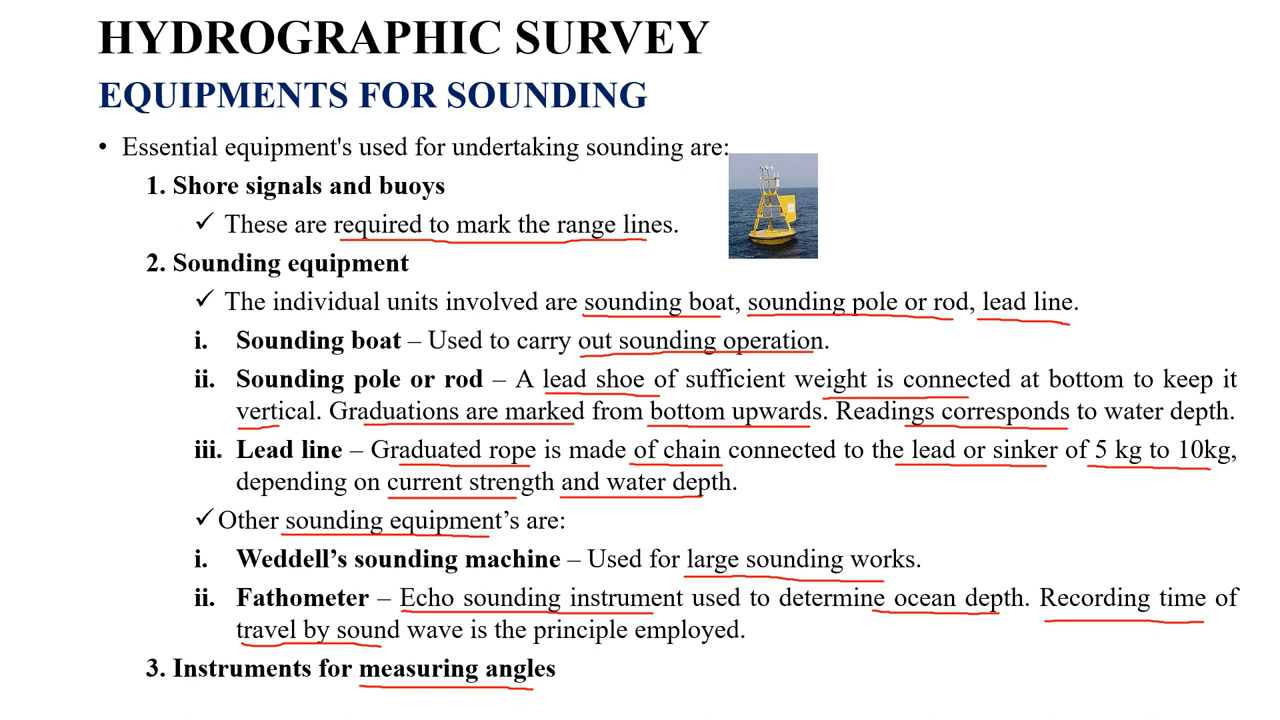 HYDROGRAPHIC SURVEY
EQUIPMENTS FOR SOUNDING
• Essential equipment's used for undertaking sounding are:
1. Shore signals and buoys
✓ These are required to mark the range lines.
2. Sounding equipment
✓ The individual units involved are sounding boat, sounding pole or rod, lead line.
i. Sounding boat – Used to carry out sounding operation.
ii. Sounding pole or rod – A lead shoe of sufficient weight is connected at bottom to keep it
vertical. Graduations are marked from bottom upwards. Readings corresponds to water depth.
iii. Lead line – Graduated rope is made of chain connected to the lead or sinker of 5 kg to 10kg,
depending on current strength and water depth.
✓ Other sounding equipment’s are:
i. Weddell’s sounding machine – Used for large sounding works.
ii. Fathometer – Echo sounding instrument used to determine ocean depth. Recording time of
travel by sound wave is the principle employed.
3. Instruments for measuring angles